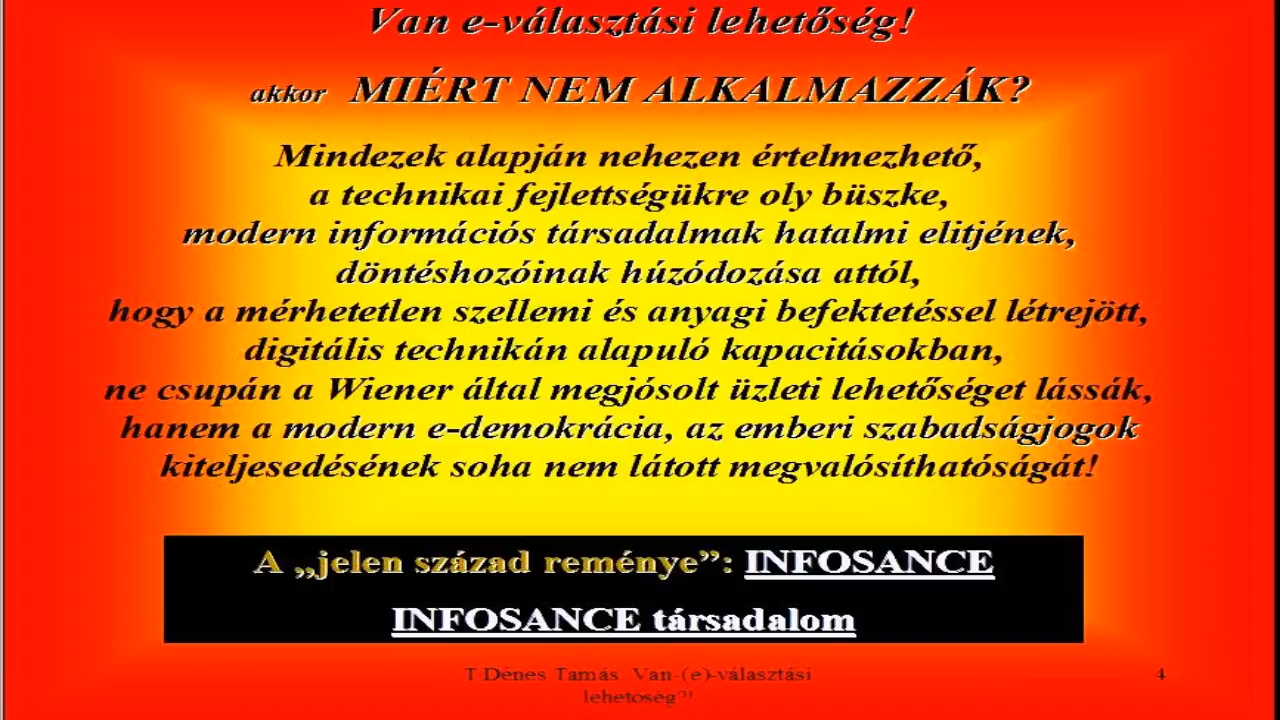 Van e-választási lehetőség!
akkor MIÉRT NEM ALKALMAZZÁK?
Mindezek alapján nehezen értelmezhető,
a technikai fejlettségükre oly büszke,
modern információs társadalmak hatalmi elitjének,
döntéshozóinak húzódozása attól,
hogy a mérhetetlen szellemi és anyagi befektetéssel létrejött,
digitális technikán alapuló kapacitásokban,
ne csupán a Wiener által megjósolt üzleti lehetőséget lássák,
hanem a modern e-demokrácia, az emberi szabadságjogok
kiteljesedésének soha nem látott megvalósíthatóságát!
A „jelen század reménye”: INFOSANCE
INFOSANCE társadalom
T Dénes Tamás: Van-(e)-választási
lehetőség?!
4